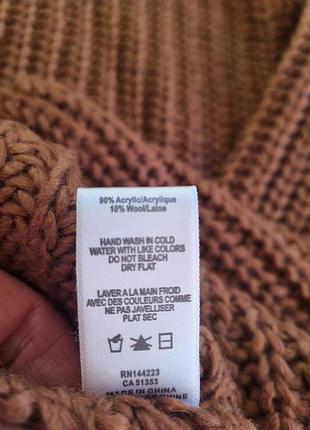 90% Acrylic/Acrylique
10% Wool/Laine
HAND WASH IN COLD
WATER WITH LIKE COLORS
DO NOT BLEACH
DRY FLAT
LAVER A LA MAIN FROID
AVEC DES COULEURS COMME
NE PAS JAVELLISER
PLAT SEC
RN144223
CA 51353
MADE IN CHINA
CHINE